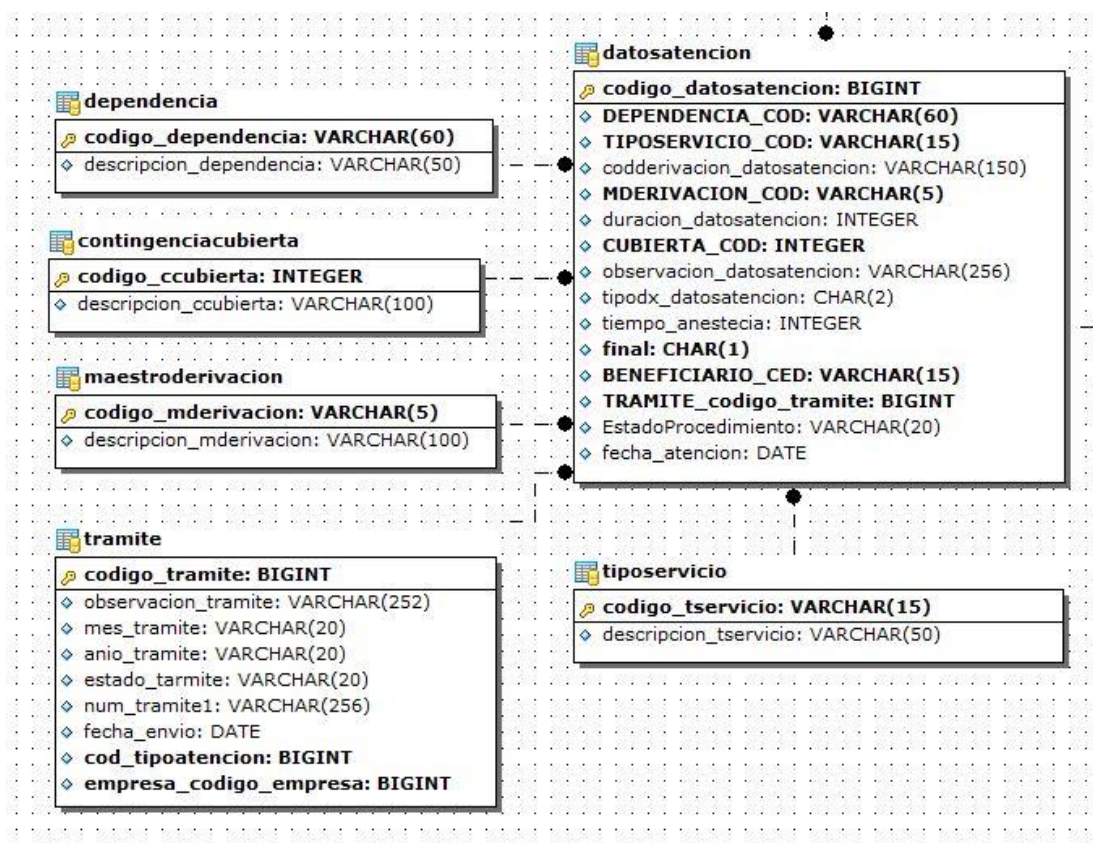 dependencia
codigo_dependencia: VARCHAR(60)
descripcion_dependencia: VARCHAR(50)
contingenciacubierta
codigo_ccubierta: INTEGER
descripcion_ccubierta: VARCHAR(100)
maestroderivacion
codigo_mderivacion: VARCHAR(5)
descripcion_mderivacion: VARCHAR(100)
tramite
codigo_tramite: BIGINT
observacion_tramite: VARCHAR(252)
mes_tramite: VARCHAR(20)
anio_tramite: VARCHAR(20)
estado_tarmite: VARCHAR(20)
num_tramite1: VARCHAR(256)
fecha_envio: DATE
cod_tipoatencion: BIGINT
empresa_codigo_empresa: BIGINT
datosatencion
codigo_datosatencion: BIGINT
DEPENDENCIA_COD: VARCHAR(60)
TIPOSERVICIO_COD: VARCHAR(15)
codderivacion_datosatencion: VARCHAR(150)
MDERIVACION_COD: VARCHAR(5)
duracion_datosatencion: INTEGER
CUBIERTA_COD: INTEGER
observacion_datosatencion: VARCHAR(256)
tipodx_datosatencion: CHAR(2)
tiempo_anestecia: INTEGER
final: CHAR(1)
BENEFICIARIO_CED: VARCHAR(15)
TRAMITE_codigo_tramite: BIGINT
EstadoProcedimiento: VARCHAR(20)
fecha_atencion: DATE
tiposervicio
codigo_tservicio: VARCHAR(15)
descripcion_tservicio: VARCHAR(50)